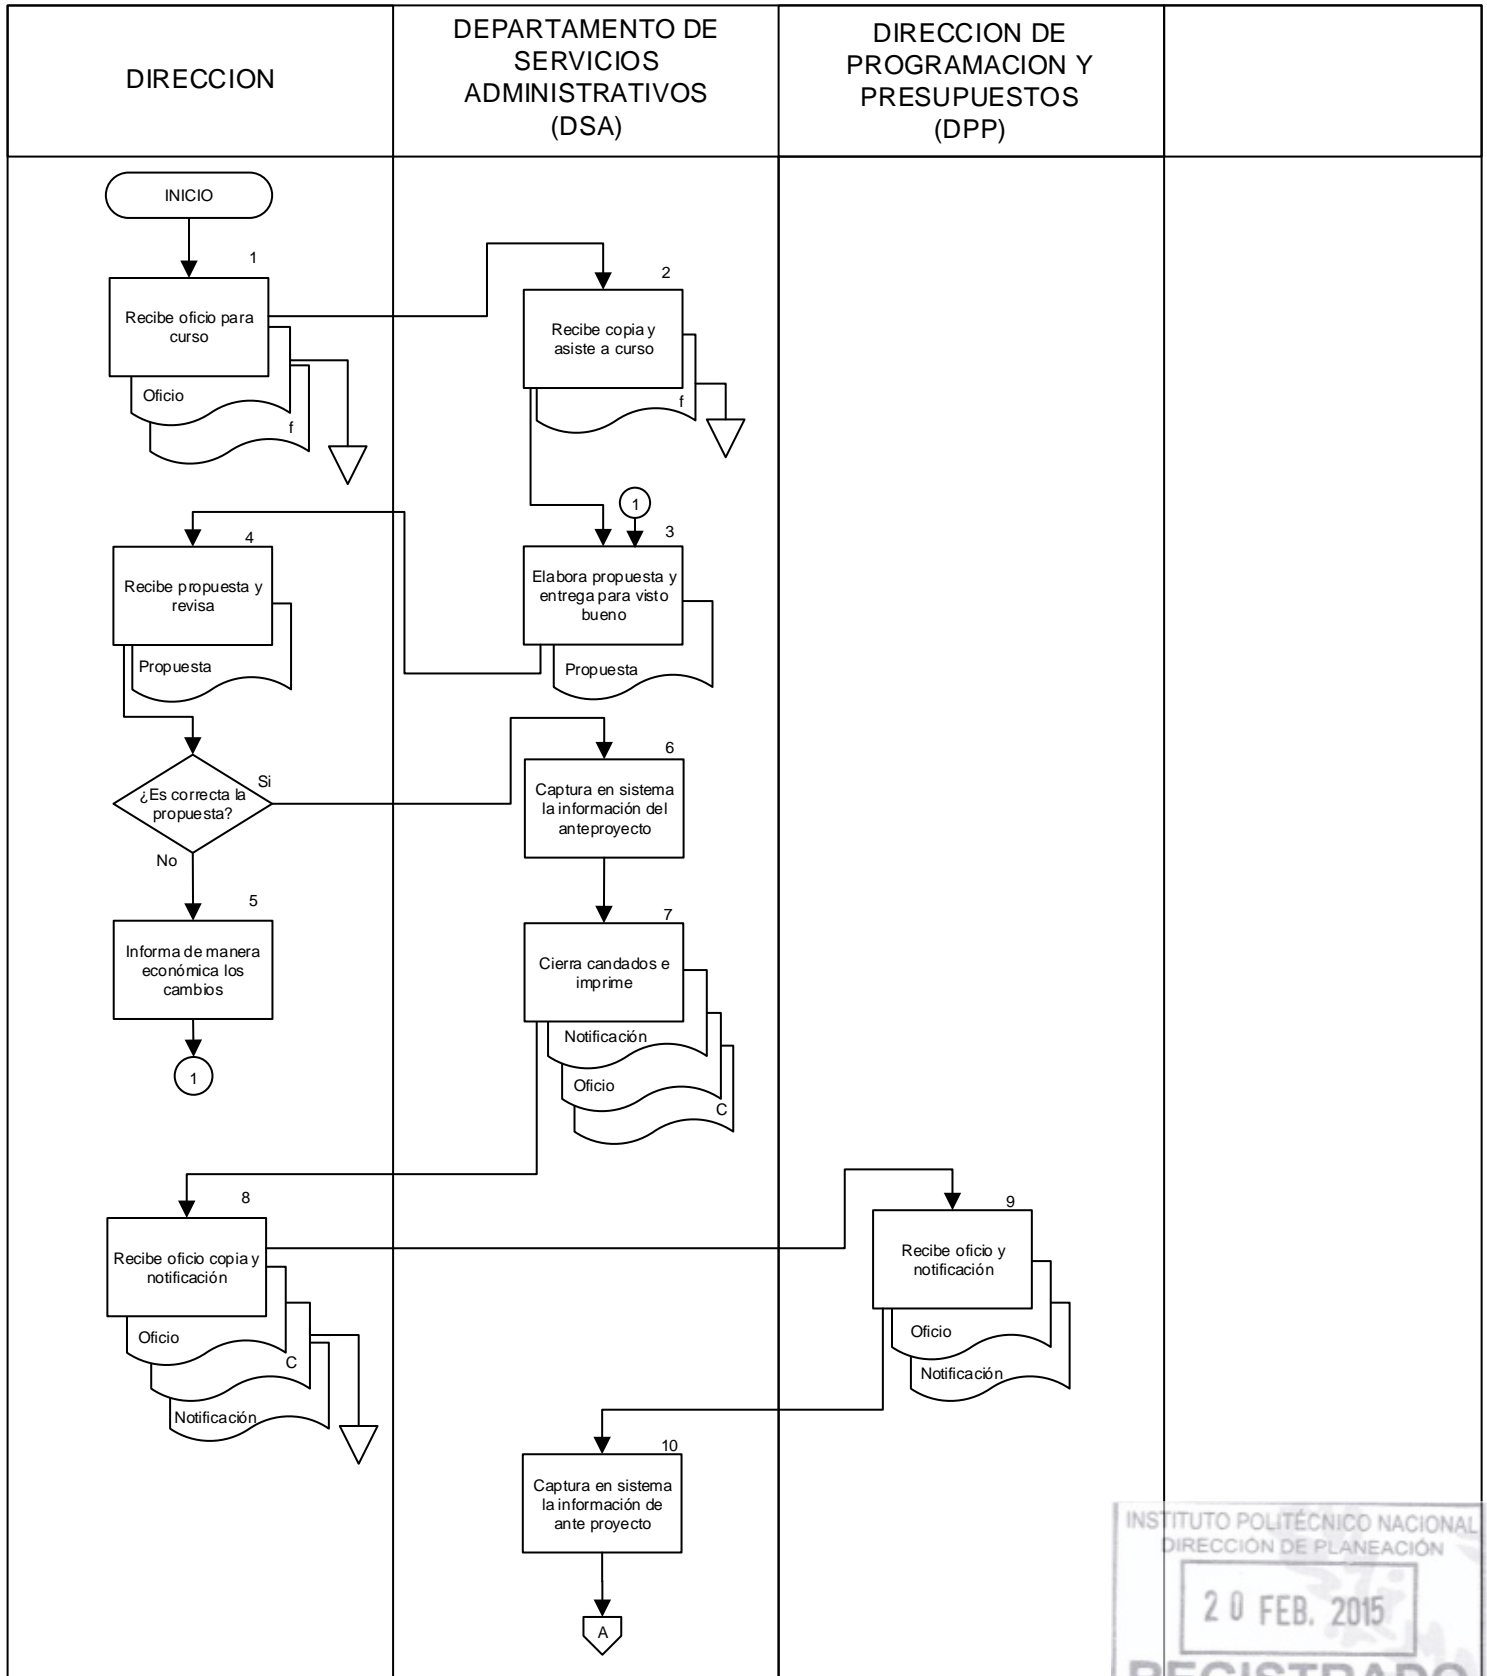 DIRECCION
DEPARTAMENTO DE
SERVICIOS
ADMINISTRATIVOS
(DSA)
DIRECCION DE
PROGRAMACION Y
PRESUPUESTOS
(DPP)
INICIO
1
Recibe oficio para
curso
Oficio
f
2
Recibe copia y
asiste a curso
f
1
3
Elabora propuesta y
entrega para visto
bueno
Propuesta
4
Recibe propuesta y
revisa
Propuesta
¿Es correcta la
propuesta?
Si
No
5
Informa de manera
económica los
cambios
1
6
Captura en sistema
la información del
anteproyecto
7
Cierra candados e
imprime
Notificación
Oficio
C
8
Recibe oficio copia y
notificación
Oficio
C
Notificación
9
Recibe oficio y
notificación
Oficio
Notificación
10
Captura en sistema
la información de
ante proyecto
A
INSTITUTO POLITÉCNICO NACIONAL
DIRECCIÓN DE PLANEACIÓN
20 FEB. 2015
REGISTRADO